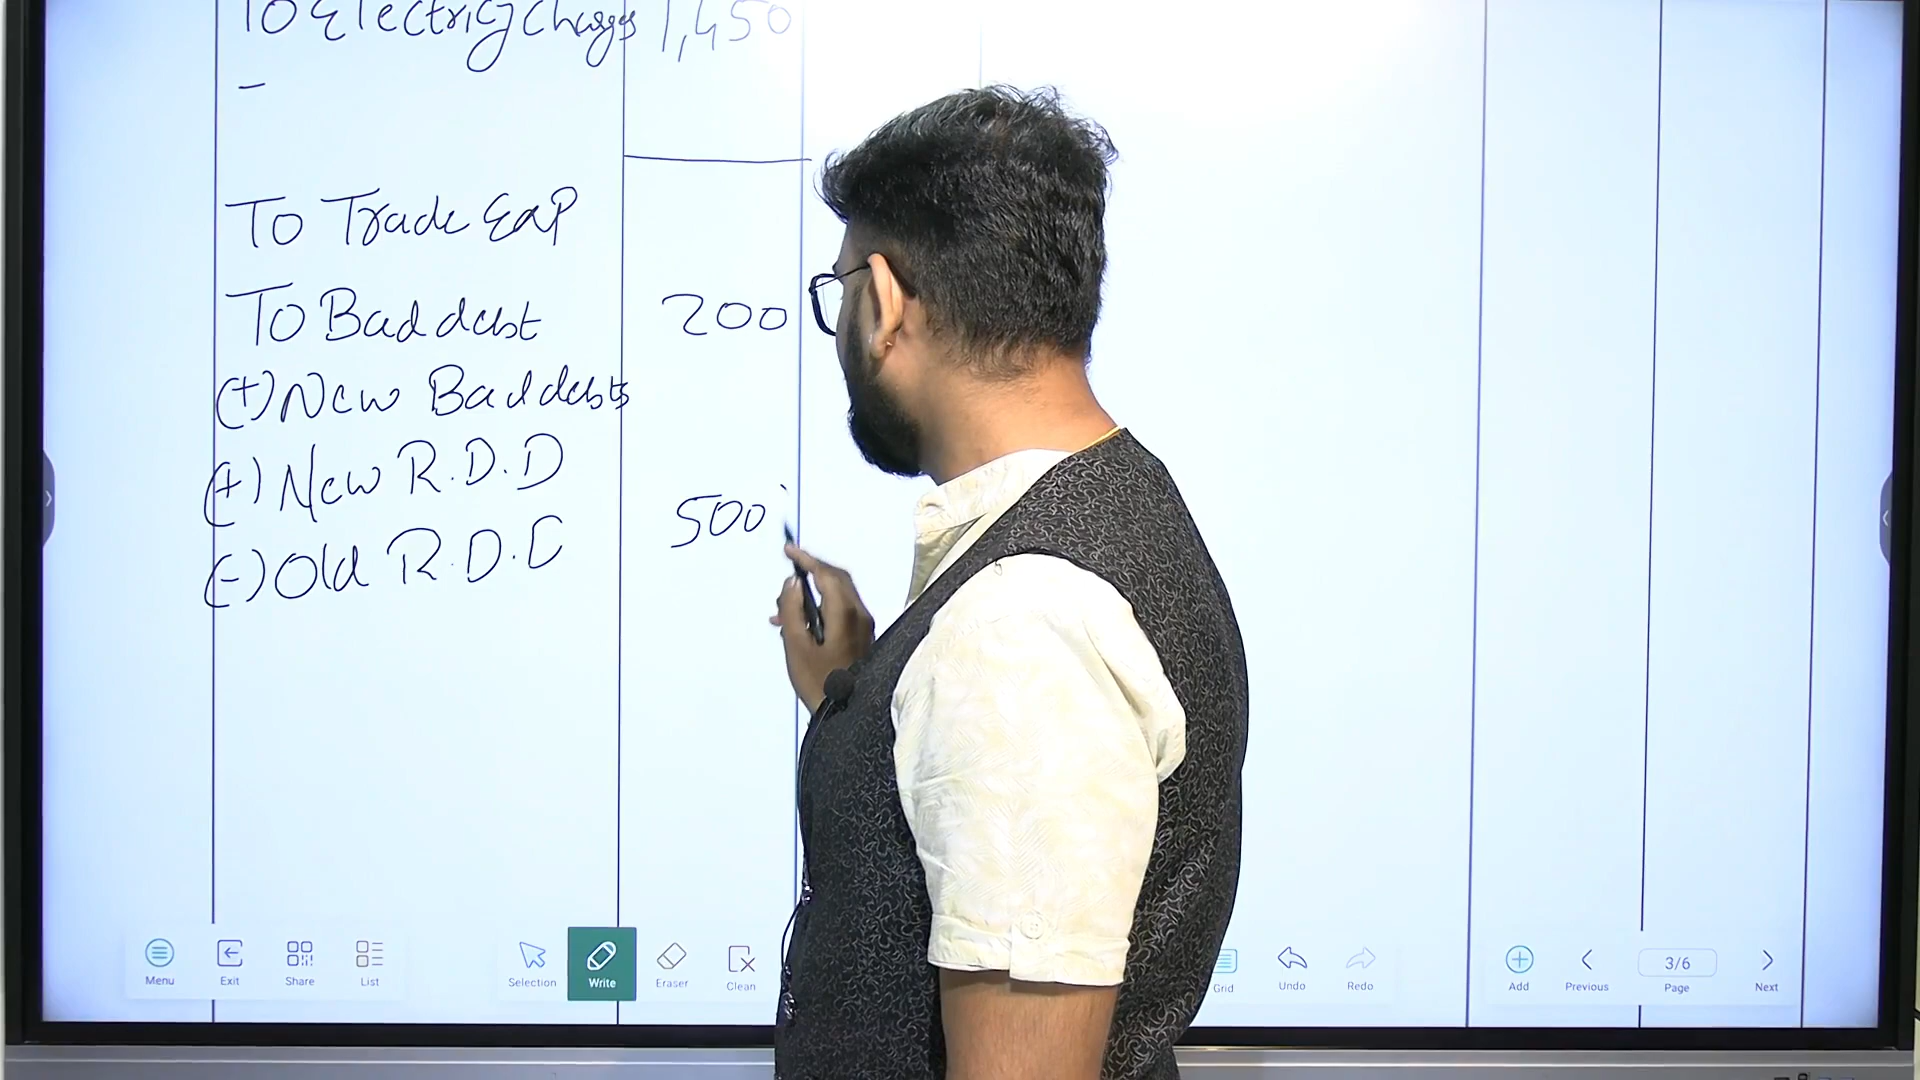 To Electricity Charges 1,450
-
To Trade Exp
To Bad debt 200
(+) New Bad debts
(+) New R.D.D 500
(-) Old R.D.D
Menu Exit Share List Selection Write Eraser Clean Grid Undo Redo Add Previous 3/6 Page Next